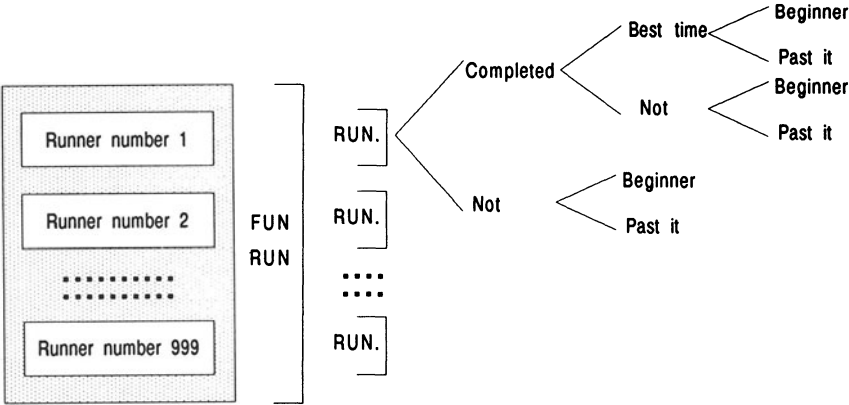 Runner number 1
Runner number 2
Runner number 999
FUN
RUN
RUN.
RUN.
RUN.
Completed
Not
Best time
Not
Beginner
Past it
Beginner
Past it
Beginner
Past it